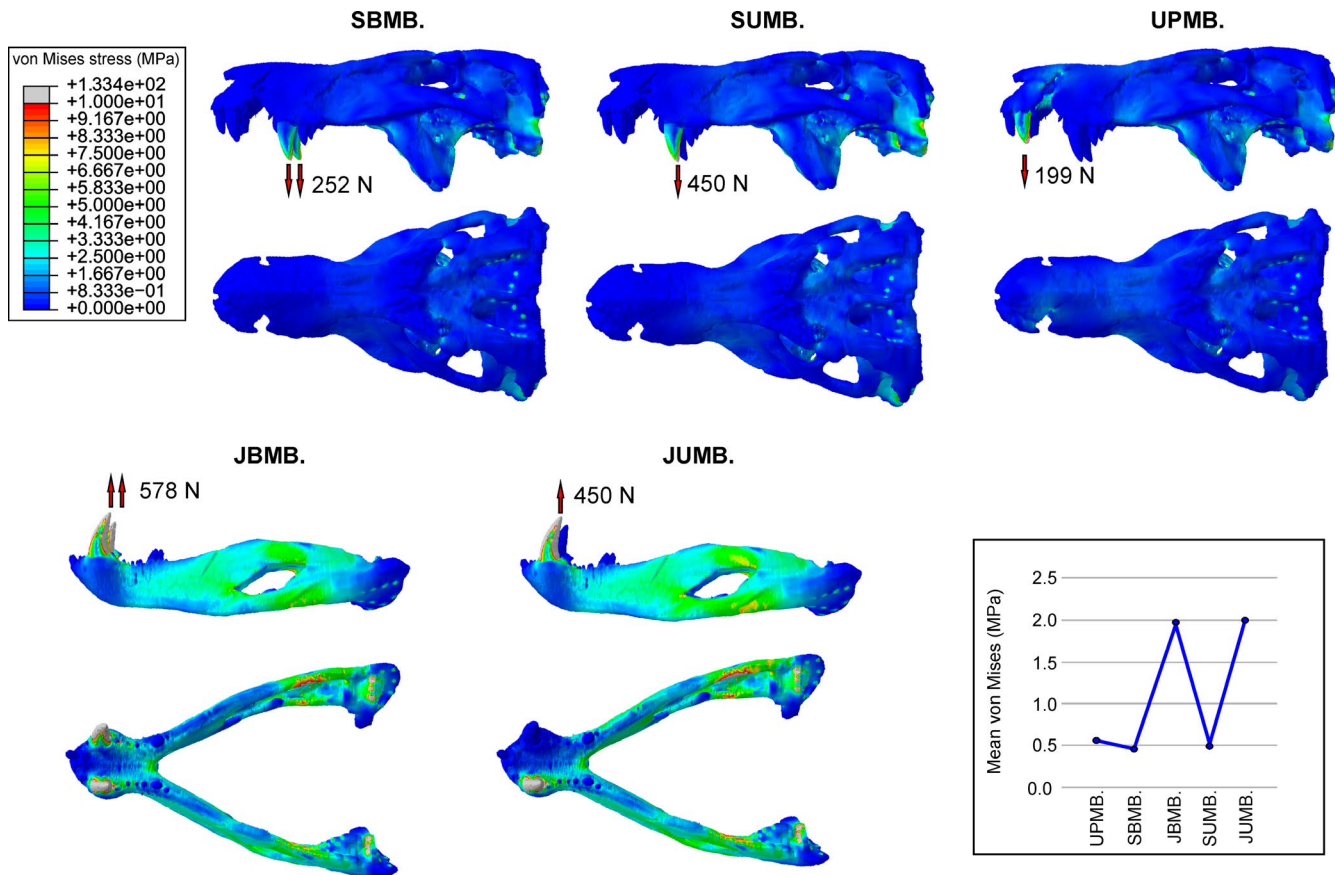 SBMB.
SUMB.
UPMB.
von Mises stress (MPa)
+1.334e+02
+1.000e+01
+9.167e+00
+8.333e+00
+7.500e+00
+6.667e+00
+5.833e+00
+5.000e+00
+4.167e+00
+3.333e+00
+2.500e+00
+1.667e+00
+8.333e−01
+0.000e+00
252 N
450 N
199 N
JBMB.
JUMB.
578 N
450 N
Mean von Mises (MPa)
2.5
2.0
1.5
1.0
0.5
0.0
UPMB.
SBMB.
JBMB.
SUMB.
JUMB.